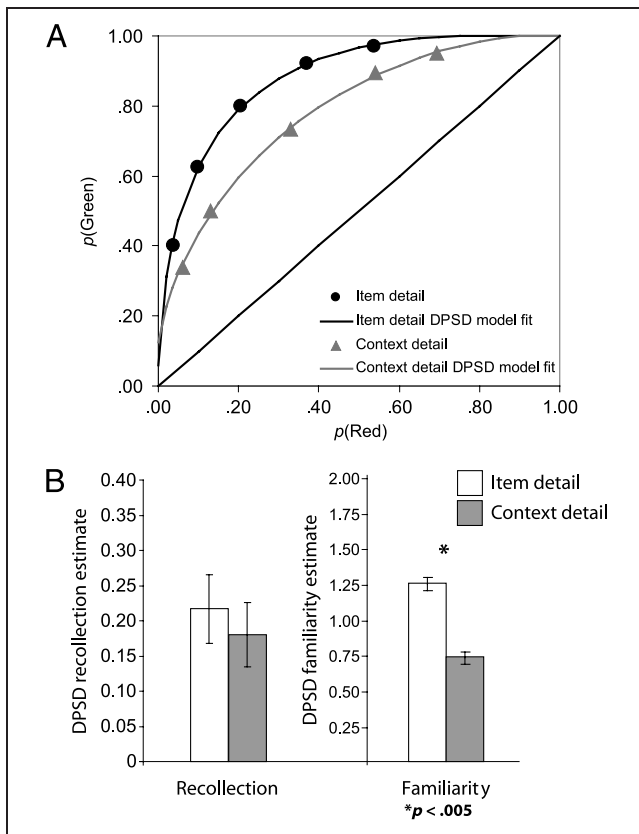 A
1.00
.80
.60
.40
.20
.00
p(Green)
Item detail
Item detail DPSD model fit
Context detail
Context detail DPSD model fit
.00 .20 .40 .60 .80 1.00
p(Red)
B
0.40
0.35
0.30
0.25
0.20
0.15
0.10
0.05
0
DPSD recollection estimate
Recollection
2.00
1.75
1.50
1.25
1.00
0.75
0.50
0.25
DPSD familiarity estimate
Item detail
Context detail
*
Familiarity
*p < .005